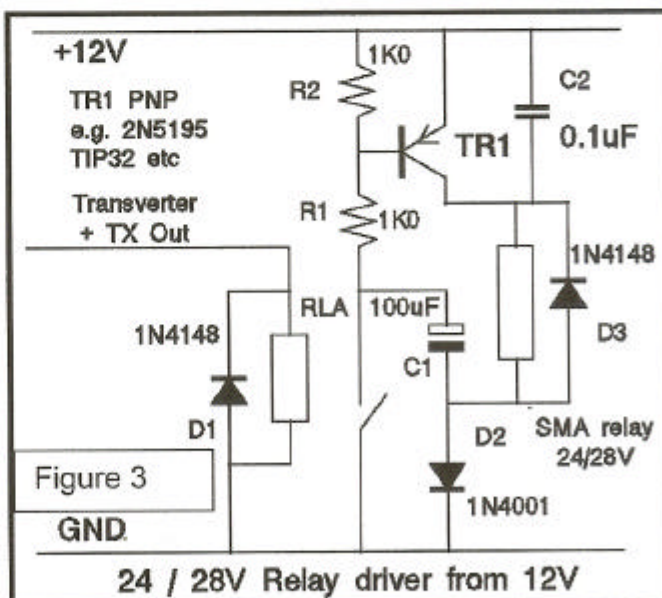 +12V
TR1 PNP
e.g. 2N5195
TIP32 etc
Transverter
+ TX Out
1K0
R2
TR1
C2
0.1uF
R1
1K0
1N4148
RLA
100uF
C1
1N4148
D3
D1
D2
SMA relay
24/28V
1N4001
Figure 3
GND
24 / 28V Relay driver from 12V